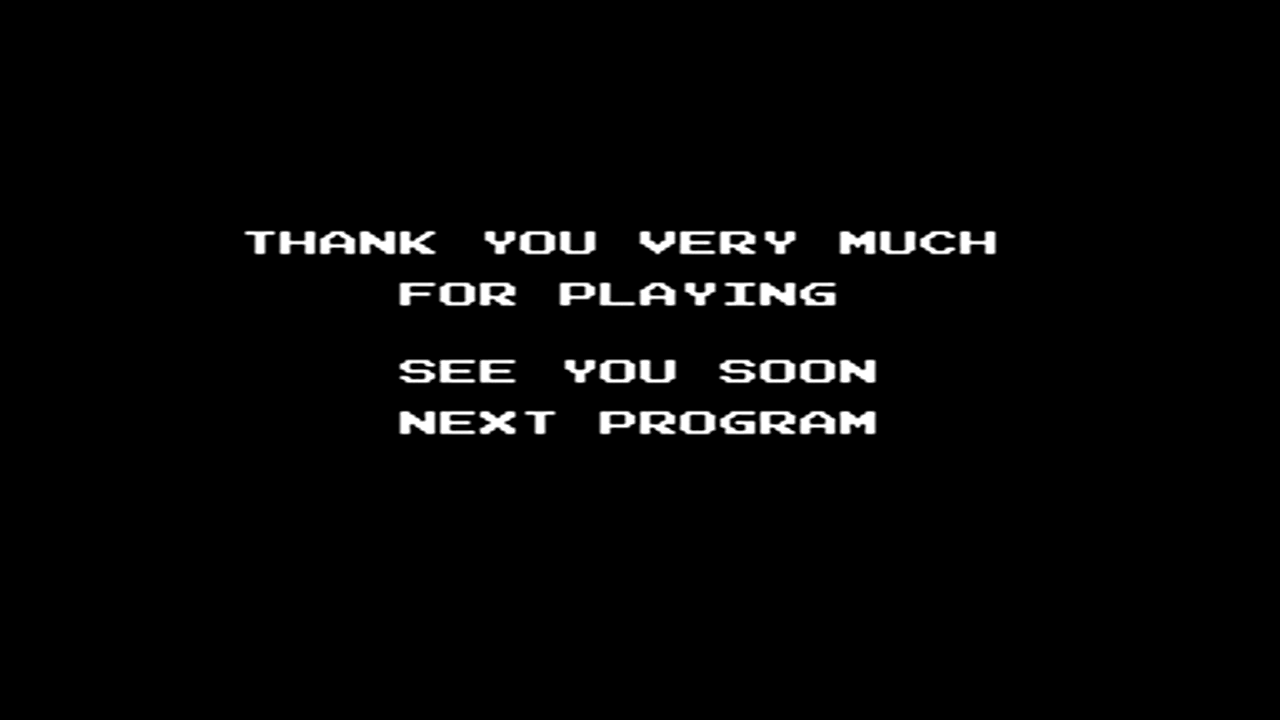 THANK YOU VERY MUCH
FOR PLAYING
SEE YOU SOON
NEXT PROGRAM